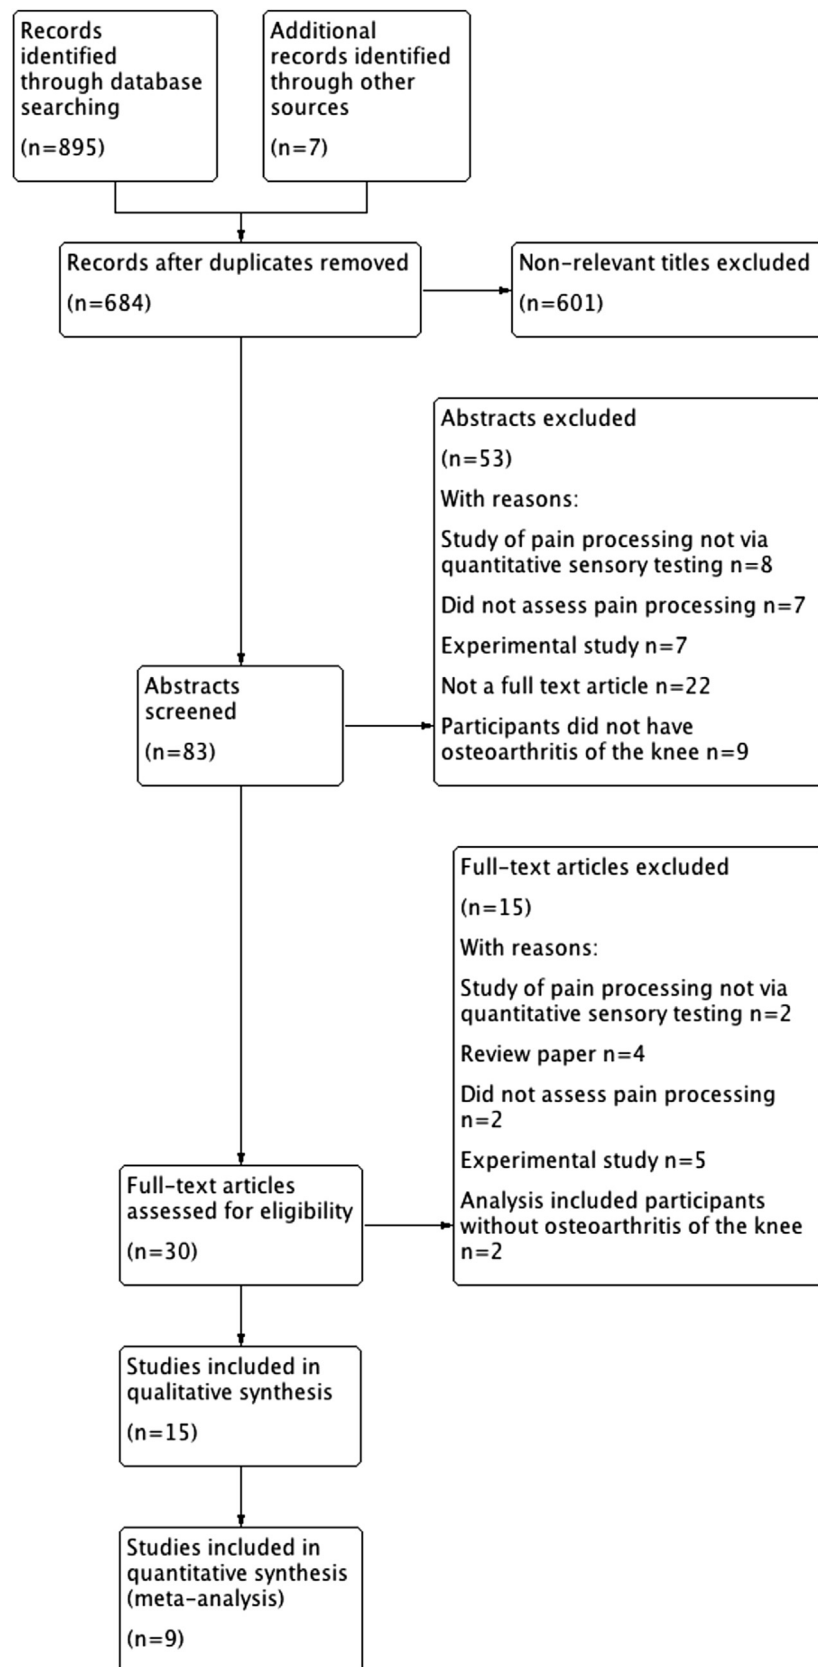 Records
identified
through database
searching
(n=895)
Additional
records identified
through other
sources
(n=7)
Records after duplicates removed
(n=684)
Non-relevant titles excluded
(n=601)
Abstracts excluded
(n=53)
With reasons:
Study of pain processing not via
quantitative sensory testing n=8
Did not assess pain processing n=7
Experimental study n=7
Not a full text article n=22
Participants did not have
osteoarthritis of the knee n=9
Abstracts
screened
(n=83)
Full-text articles excluded
(n=15)
With reasons:
Study of pain processing not via
quantitative sensory testing n=2
Review paper n=4
Did not assess pain processing
n=2
Experimental study n=5
Analysis included participants
without osteoarthritis of the knee
n=2
Full-text articles
assessed for eligibility
(n=30)
Studies included in
qualitative synthesis
(n=15)
Studies included in
quantitative synthesis
(meta-analysis)
(n=9)